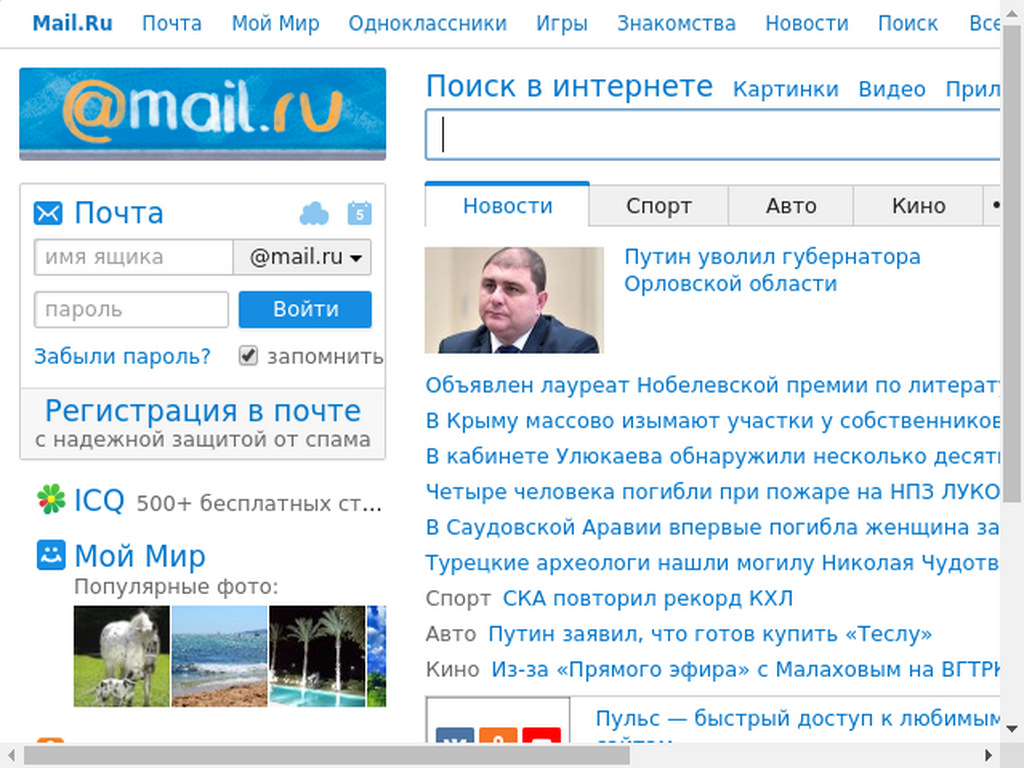 Mail.Ru Почта Мой Мир Одноклассники Игры Знакомства Новости Поиск Все
@mail.ru
Почта
5
имя ящика @mail.ru
пароль Войти
Забыли пароль? запомнить
Регистрация в почте
с надежной защитой от спама
ICQ 500+ бесплатных ст...
Мой Мир
Популярные фото:
Поиск в интернете Картинки Видео Прил
Новости Спорт Авто Кино
Путин уволил губернатора
Орловской области
Объявлен лауреат Нобелевской премии по литерат
В Крыму массово изымают участки у собственников
В кабинете Улюкаева обнаружили несколько десят
Четыре человека погибли при пожаре на НПЗ ЛУКО
В Саудовской Аравии впервые погибла женщина за
Турецкие археологи нашли могилу Николая Чудотв
Спорт СКА повторил рекорд КХЛ
Авто Путин заявил, что готов купить «Теслу»
Кино Из-за «Прямого эфира» с Малаховым на ВГТРК
Пульс — быстрый доступ к любимым